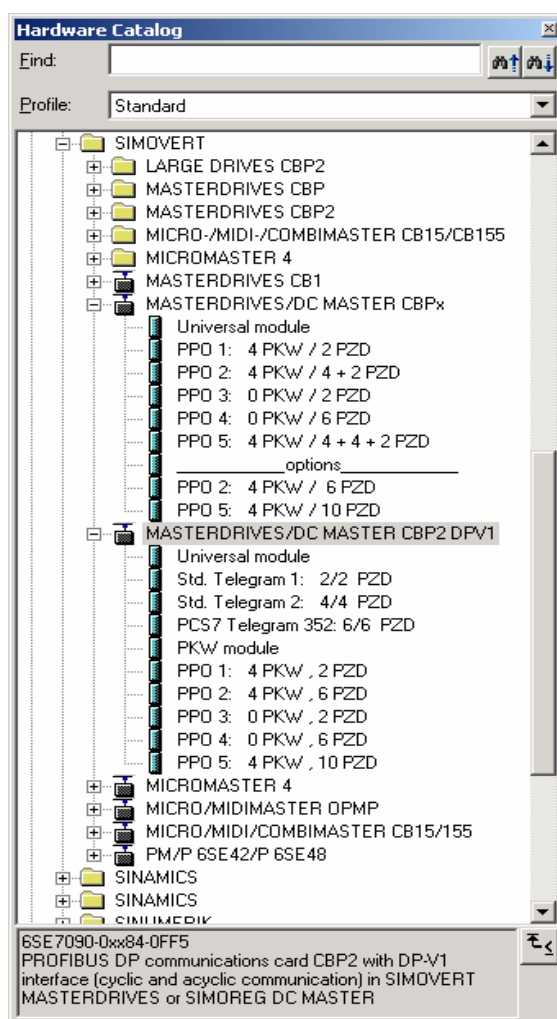 Hardware Catalog
Find:
Profile: Standard
SIMOVERT
LARGE DRIVES CBP2
MASTERDRIVES CBP
MASTERDRIVES CBP2
MICRO-/MIDI-/COMBIMASTER CB15/CB155
MICROMASTER 4
MASTERDRIVES CB1
MASTERDRIVES/DC MASTER CBPx
Universal module
PPO 1: 4 PKW / 2 PZD
PPO 2: 4 PKW / 4 + 2 PZD
PPO 3: 0 PKW / 2 PZD
PPO 4: 0 PKW / 6 PZD
PPO 5: 4 PKW / 4 + 4 + 2 PZD
____________options____________
PPO 2: 4 PKW / 6 PZD
PPO 5: 4 PKW / 10 PZD
MASTERDRIVES/DC MASTER CBP2 DPV1
Universal module
Std. Telegram 1: 2/2 PZD
Std. Telegram 2: 4/4 PZD
PCS7 Telegram 352: 6/6 PZD
PKW module
PPO 1: 4 PKW , 2 PZD
PPO 2: 4 PKW , 6 PZD
PPO 3: 0 PKW , 2 PZD
PPO 4: 0 PKW , 6 PZD
PPO 5: 4 PKW , 10 PZD
MICROMASTER 4
MICRO/MIDIMASTER OPMP
MICRO/MIDI/COMBIMASTER CB15/155
PM/P 6SE42/P 6SE48
SINAMICS
SINAMICS
SINUMERIK
6SE7090-0xx84-0FF5
PROFIBUS DP communications card CBP2 with DP-V1
interface (cyclic and acyclic communication) in SIMOVERT
MASTERDRIVES or SIMOREG DC MASTER